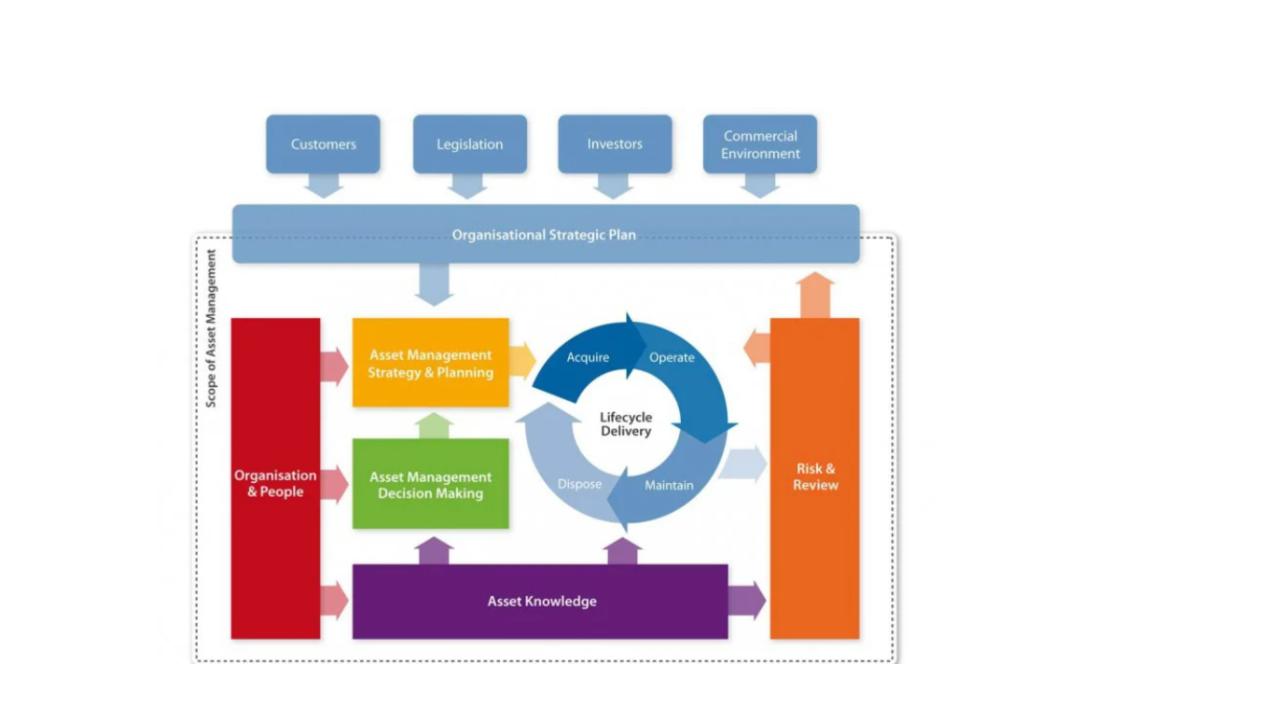 Customers
Legislation
Investors
Commercial
Environment
Organisational Strategic Plan
Scope of Asset Management
Asset Management
Strategy & Planning
Acquire
Operate
Lifecycle
Delivery
Organisation
& People
Asset Management
Decision Making
Dispose
Maintain
Risk &
Review
Asset Knowledge